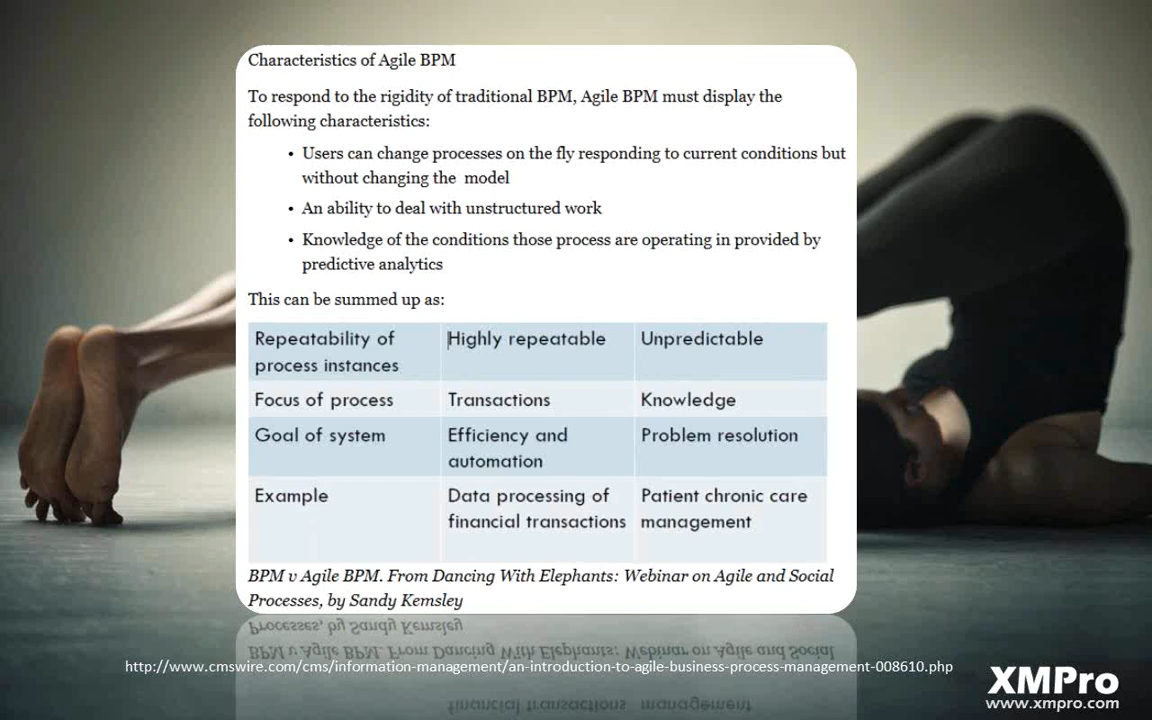 Characteristics of Agile BPM
To respond to the rigidity of traditional BPM, Agile BPM must display the
following characteristics:
• Users can change processes on the fly responding to current conditions but
without changing the model
• An ability to deal with unstructured work
• Knowledge of the conditions those process are operating in provided by
predictive analytics
This can be summed up as:
Repeatability of process instances Highly repeatable Unpredictable
Focus of process Transactions Knowledge
Goal of system Efficiency and automation Problem resolution
Example Data processing of financial transactions Patient chronic care management
BPM v Agile BPM. From Dancing With Elephants: Webinar on Agile and Social
Processes, by Sandy Kemsley
http://www.cmswire.com/cms/information-management/an-introduction-to-agile-business-process-management-008610.php
XMPro
www.xmpro.com